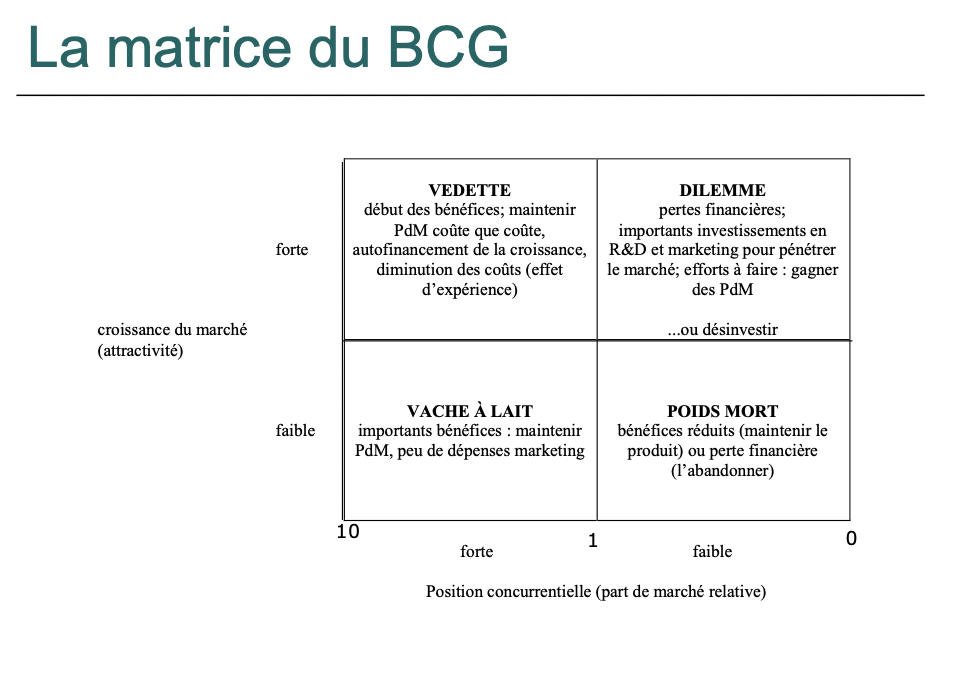 La matrice du BCG
VEDETTE
début des bénéfices; maintenir
PdM coûte que coûte,
autofinancement de la croissance,
diminution des coûts (effet
d’expérience)
DILEMME
pertes financières;
importants investissements en
R&D et marketing pour pénétrer
le marché; efforts à faire : gagner
des PdM
...ou désinvestir
forte
croissance du marché
(attractivité)
faible
VACHE À LAIT
importants bénéfices : maintenir
PdM, peu de dépenses marketing
POIDS MORT
bénéfices réduits (maintenir le
produit) ou perte financière
(l’abandonner)
10
forte
1
faible
0
Position concurrentielle (part de marché relative)